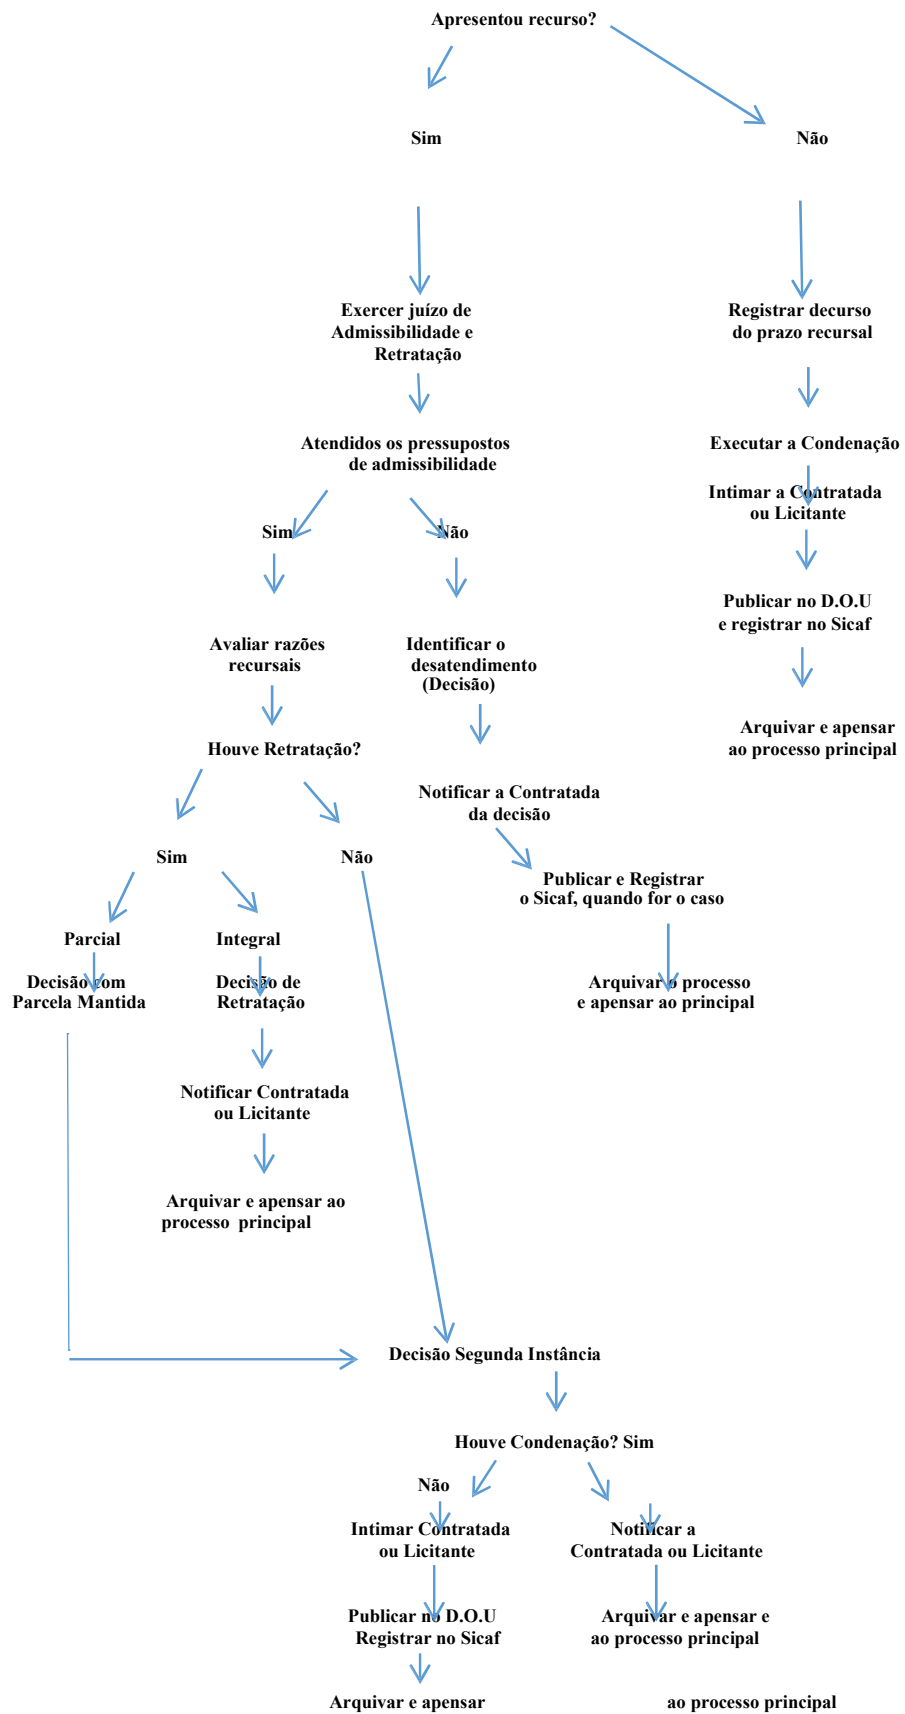 Apresentou recurso?
Sim
Não
Exercer juízo de
Admissibilidade e
Retratação
Registrar decurso
do prazo recursal
Atendidos os pressupostos
de admissibilidade
Executar a Condenação
Intimar a Contratada
ou Licitante
Sim
Não
Publicar no D.O.U
e registrar no Sicaf
Avaliar razões
recursais
Identificar o
desatendimento
(Decisão)
Arquivar e apensar
ao processo principal
Houve Retratação?
Notificar a Contratada
da decisão
Sim
Não
Publicar e Registrar
o Sicaf, quando for o caso
Parcial
Integral
Decisão com
Parcela Mantida
Decisão de
Retratação
Arquivar o processo
e apensar ao principal
Notificar Contratada
ou Licitante
Arquivar e apensar ao
processo principal
Decisão Segunda Instância
Houve Condenação? Sim
Não
Intimar Contratada
ou Licitante
Notificar a
Contratada ou Licitante
Publicar no D.O.U
Registrar no Sicaf
Arquivar e apensar e
ao processo principal
Arquivar e apensar
ao processo principal